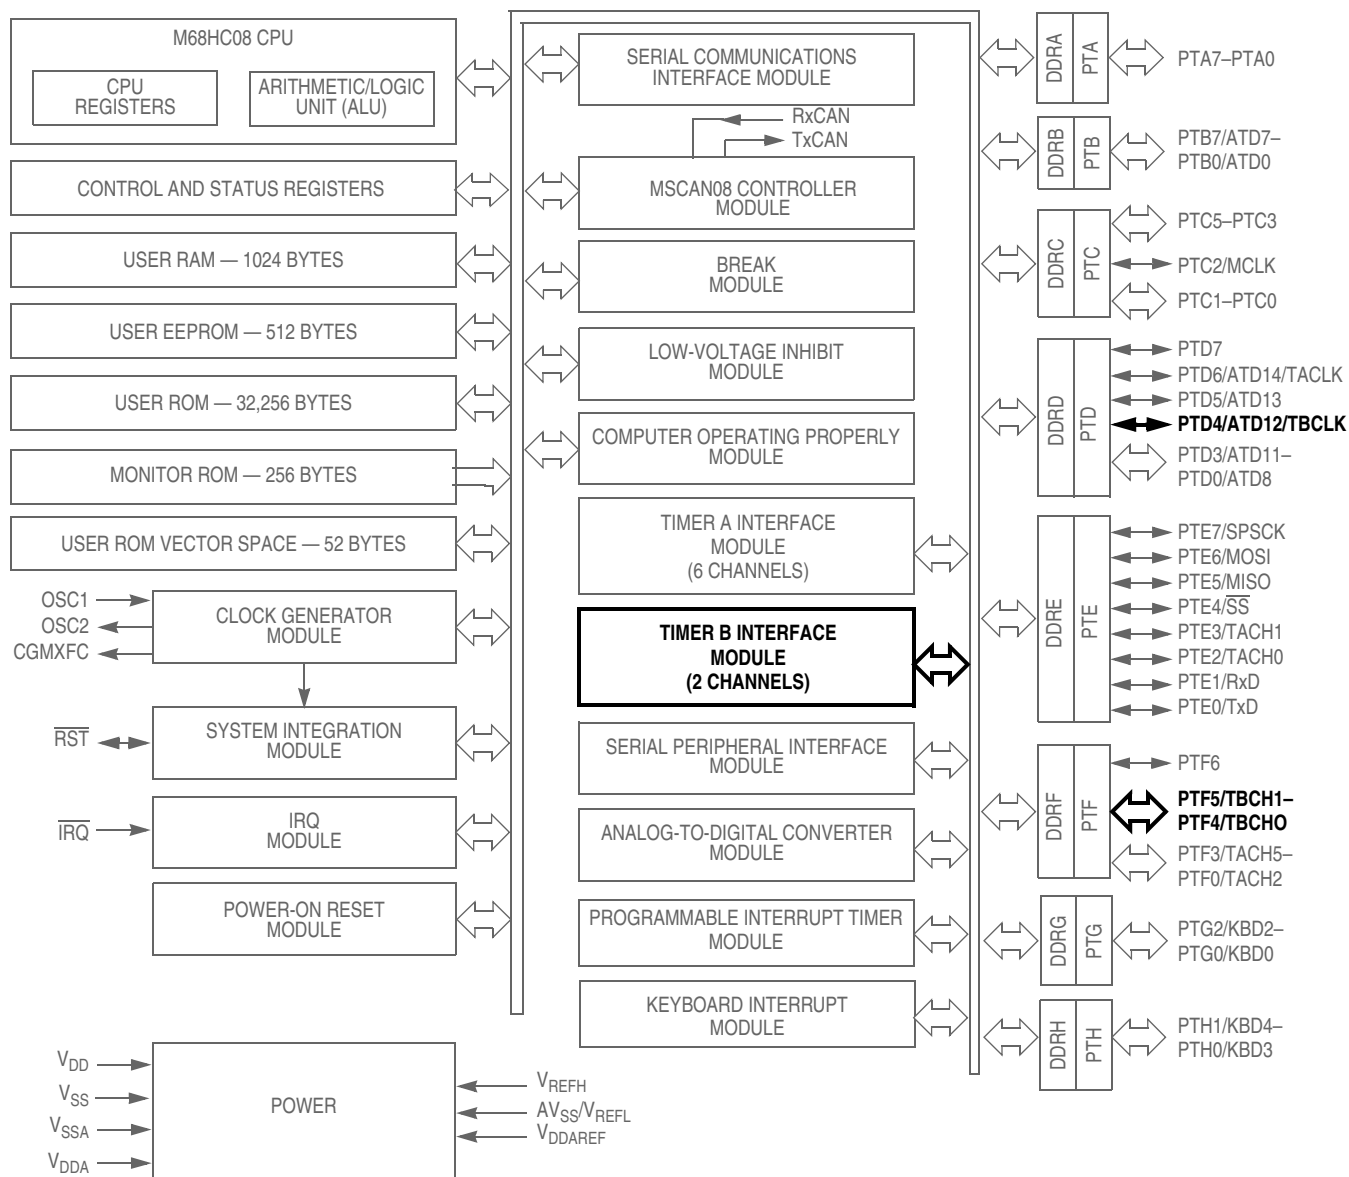 M68HC08 CPU
CPU
REGISTERS
ARITHMETIC/LOGIC
UNIT (ALU)
CONTROL AND STATUS REGISTERS
USER RAM — 1024 BYTES
USER EEPROM — 512 BYTES
USER ROM — 32,256 BYTES
MONITOR ROM — 256 BYTES
USER ROM VECTOR SPACE — 52 BYTES
OSC1
OSC2
CGMXFC
CLOCK GENERATOR
MODULE
RST
SYSTEM INTEGRATION
MODULE
IRQ
IRQ
MODULE
POWER-ON RESET
MODULE
VDD
VSS
VSSA
VDDA
POWER
VREFH
AVSS/VREFL
VDDAREF
SERIAL COMMUNICATIONS
INTERFACE MODULE
RxCAN
TxCAN
MSCAN08 CONTROLLER
MODULE
BREAK
MODULE
LOW-VOLTAGE INHIBIT
MODULE
COMPUTER OPERATING PROPERLY
MODULE
TIMER A INTERFACE
MODULE
(6 CHANNELS)
TIMER B INTERFACE
MODULE
(2 CHANNELS)
SERIAL PERIPHERAL INTERFACE
MODULE
ANALOG-TO-DIGITAL CONVERTER
MODULE
PROGRAMMABLE INTERRUPT TIMER
MODULE
KEYBOARD INTERRUPT
MODULE
DDRA
PTA
PTA7–PTA0
DDRB
PTB
PTB7/ATD7–
PTB0/ATD0
DDRC
PTC
PTC5–PTC3
PTC2/MCLK
PTC1–PTC0
DDRD
PTD
PTD7
PTD6/ATD14/TACLK
PTD5/ATD13
PTD4/ATD12/TBCLK
PTD3/ATD11–
PTD0/ATD8
DDRE
PTE
PTE7/SPSCK
PTE6/MOSI
PTE5/MISO
PTE4/SS
PTE3/TACH1
PTE2/TACH0
PTE1/RxD
PTE0/TxD
DDRF
PTF
PTF6
PTF5/TBCH1–
PTF4/TBCHO
PTF3/TACH5–
PTF0/TACH2
DDRG
PTG
PTG2/KBD2–
PTG0/KBD0
DDRH
PTH
PTH1/KBD4–
PTH0/KBD3